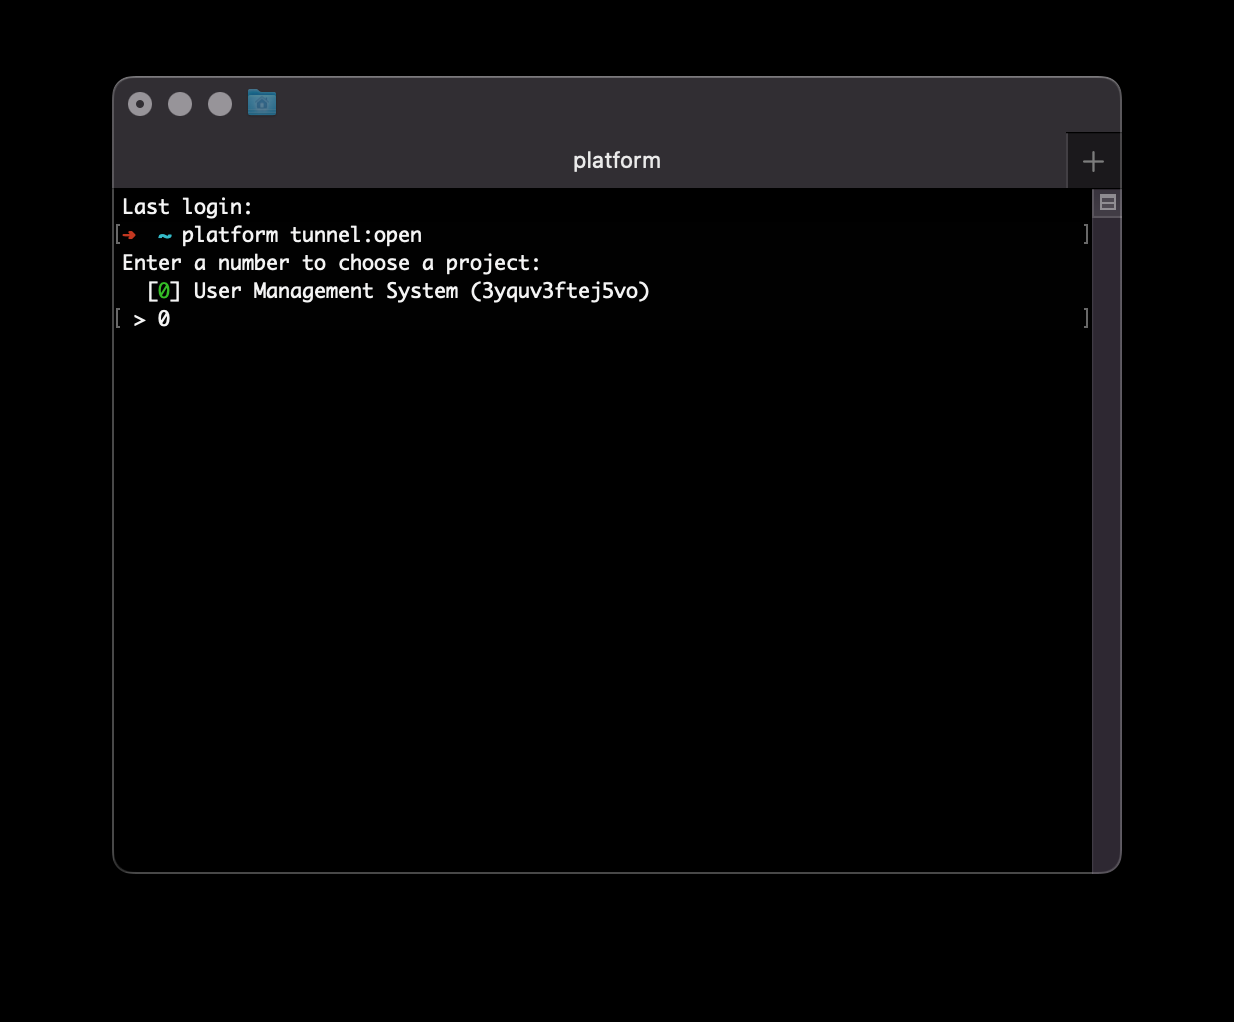 platform
Last login:
➜ ~ platform tunnel:open
Enter a number to choose a project:
[0] User Management System (3yquv3ftej5vo)
> 0